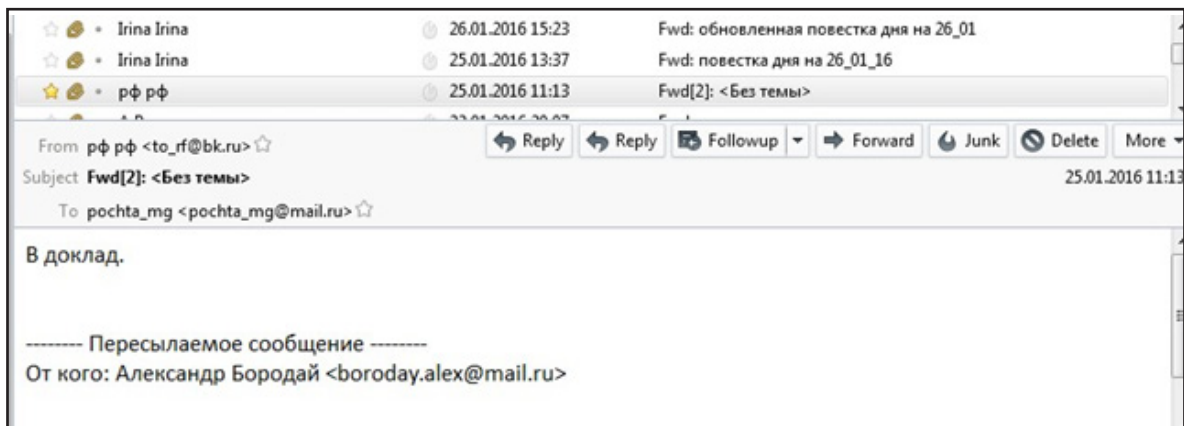 Irina Irina 26.01.2016 15:23 Fwd: обновленная повестка дня на 26_01
Irina Irina 25.01.2016 13:37 Fwd: повестка дня на 26_01_16
рф рф 25.01.2016 11:13 Fwd[2]: <Без темы>
From рф рф <to_rf@bk.ru> Reply Reply Followup Forward Junk Delete More
Subject Fwd[2]: <Без темы> 25.01.2016 11:13
To pochta_mg <pochta_mg@mail.ru>
В доклад.
-------- Пересылаемое сообщение --------
От кого: Александр Бородай <boroday.alex@mail.ru>